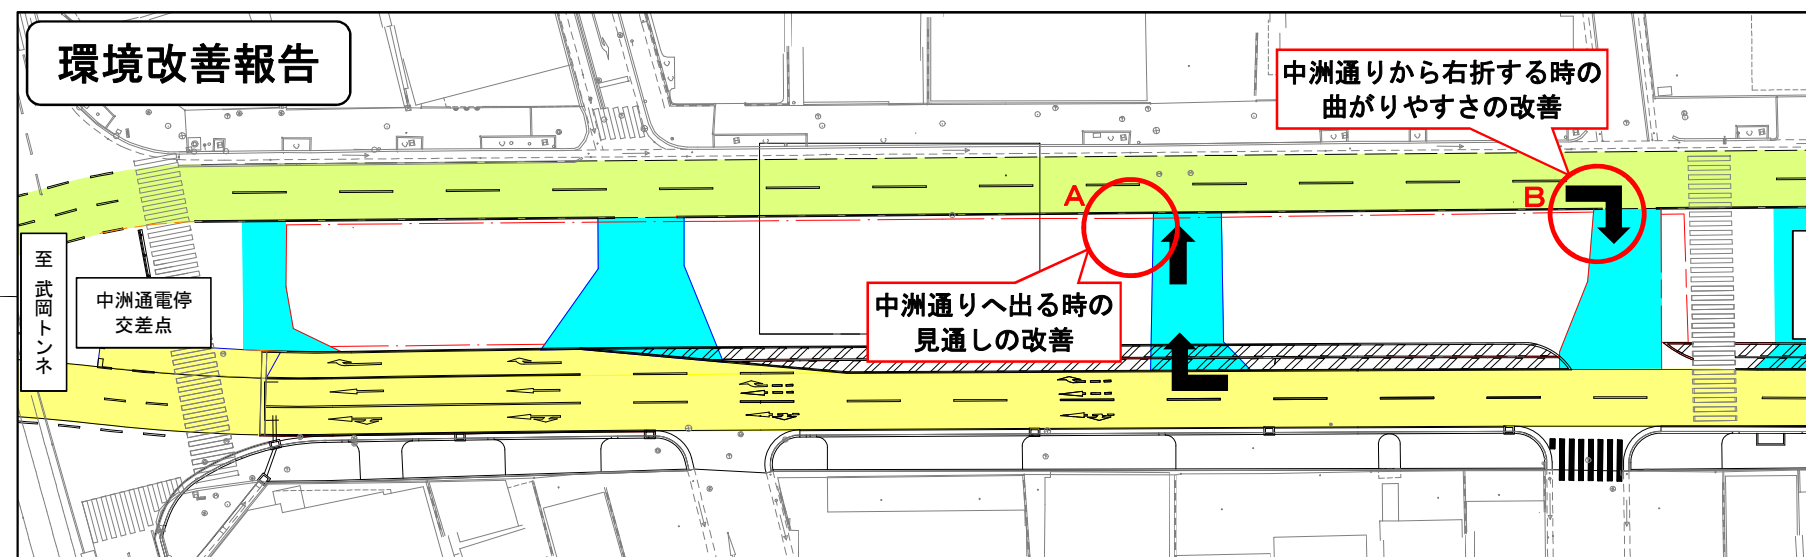 環境改善報告
中洲通りから右折する時の
曲がりやすさの改善
A
B
至 武岡トンネ
中洲通電停
交差点
中洲通りへ出る時の
見通しの改善